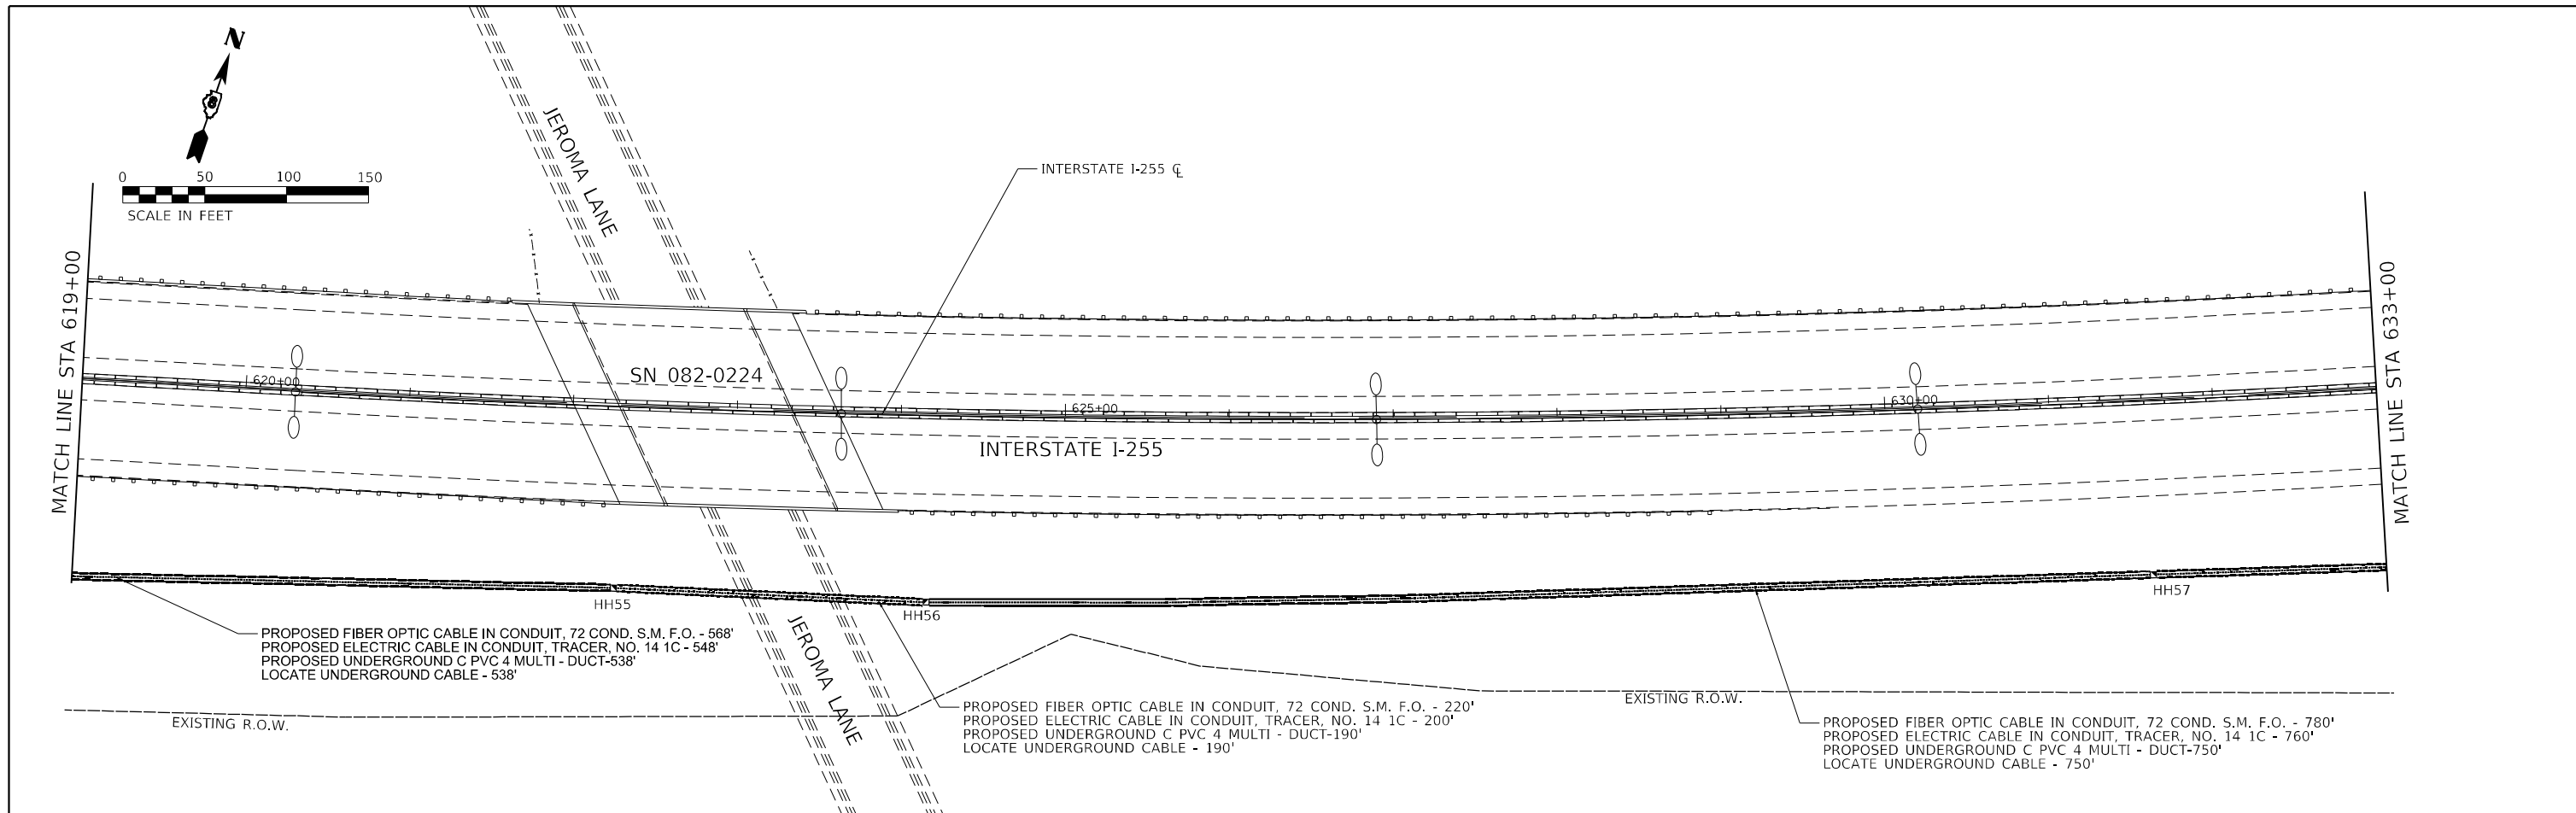 N
8
0 50 100 150
SCALE IN FEET
JEROMA LANE
INTERSTATE I-255 ℄
MATCH LINE STA 619+00
MATCH LINE STA 633+00
620+00
SN 082-0224
625+00
630+00
INTERSTATE I-255
HH55
HH56
HH57
PROPOSED FIBER OPTIC CABLE IN CONDUIT, 72 COND. S.M. F.O. - 568'
PROPOSED ELECTRIC CABLE IN CONDUIT, TRACER, NO. 14 1C - 548'
PROPOSED UNDERGROUND C PVC 4 MULTI - DUCT-538'
LOCATE UNDERGROUND CABLE - 538'
JEROMA LANE
EXISTING R.O.W.
PROPOSED FIBER OPTIC CABLE IN CONDUIT, 72 COND. S.M. F.O. - 220'
PROPOSED ELECTRIC CABLE IN CONDUIT, TRACER, NO. 14 1C - 200'
PROPOSED UNDERGROUND C PVC 4 MULTI - DUCT-190'
LOCATE UNDERGROUND CABLE - 190'
EXISTING R.O.W.
PROPOSED FIBER OPTIC CABLE IN CONDUIT, 72 COND. S.M. F.O. - 780'
PROPOSED ELECTRIC CABLE IN CONDUIT, TRACER, NO. 14 1C - 760'
PROPOSED UNDERGROUND C PVC 4 MULTI - DUCT-750'
LOCATE UNDERGROUND CABLE - 750'